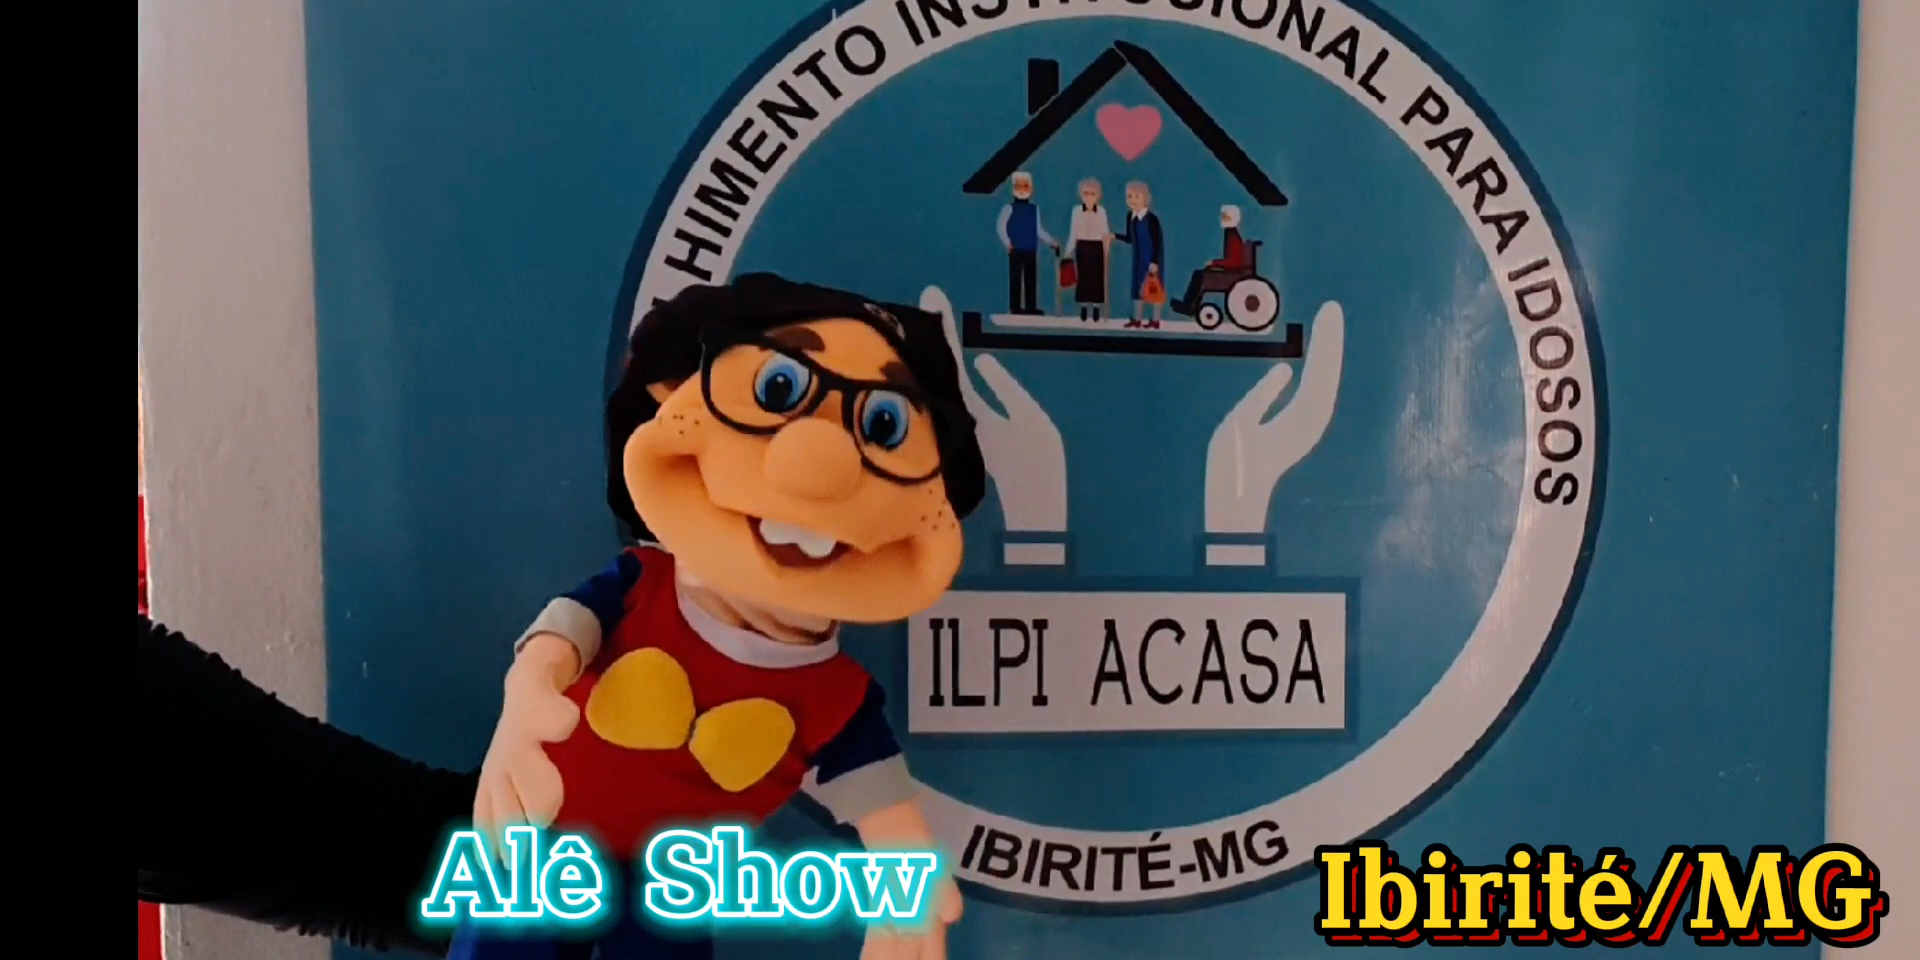 HIMENTO INSTITUCIONAL PARA IDOSOS
ILPI ACASA
IBIRITÉ-MG
Alê Show
Ibirité/MG